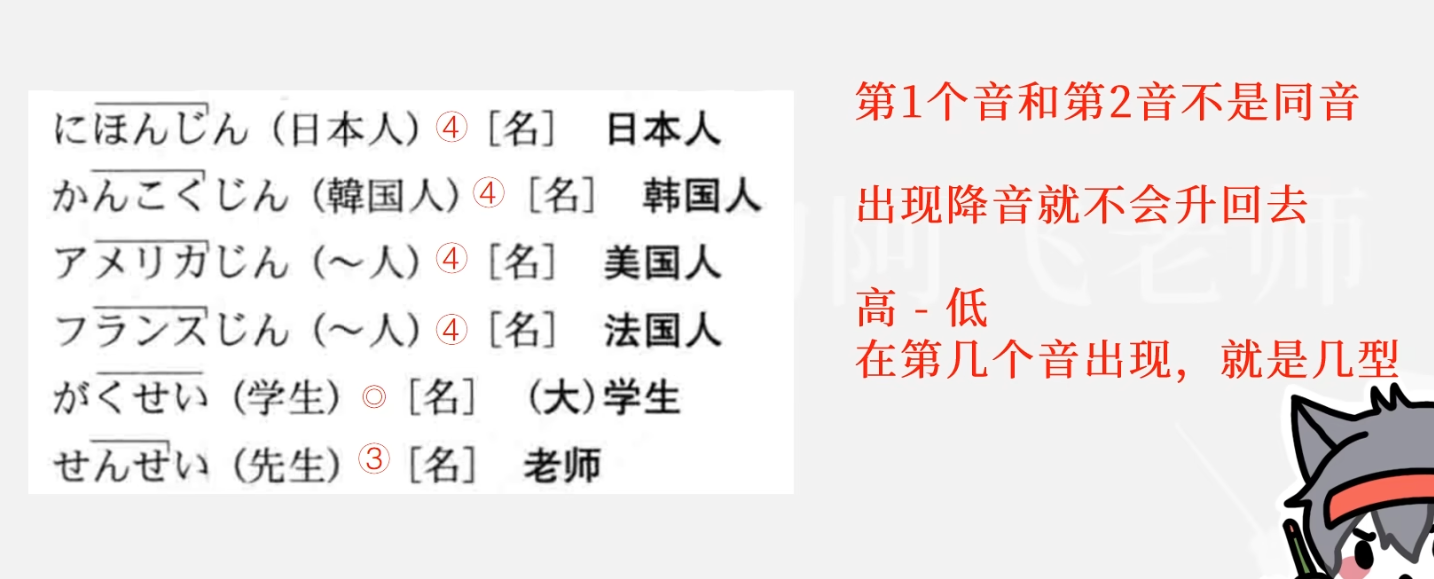 にほんじん（日本人）④［名］ 日本人
かんこくじん（韓国人）④［名］ 韩国人
アメリカじん（～人）④［名］ 美国人
フランスじん（～人）④［名］ 法国人
がくせい（学生）◎［名］ （大）学生
せんせい（先生）③［名］ 老师
第1个音和第2音不是同音
出现降音就不会升回去
高 - 低
在第几个音出现，就是几型
阿飞老师